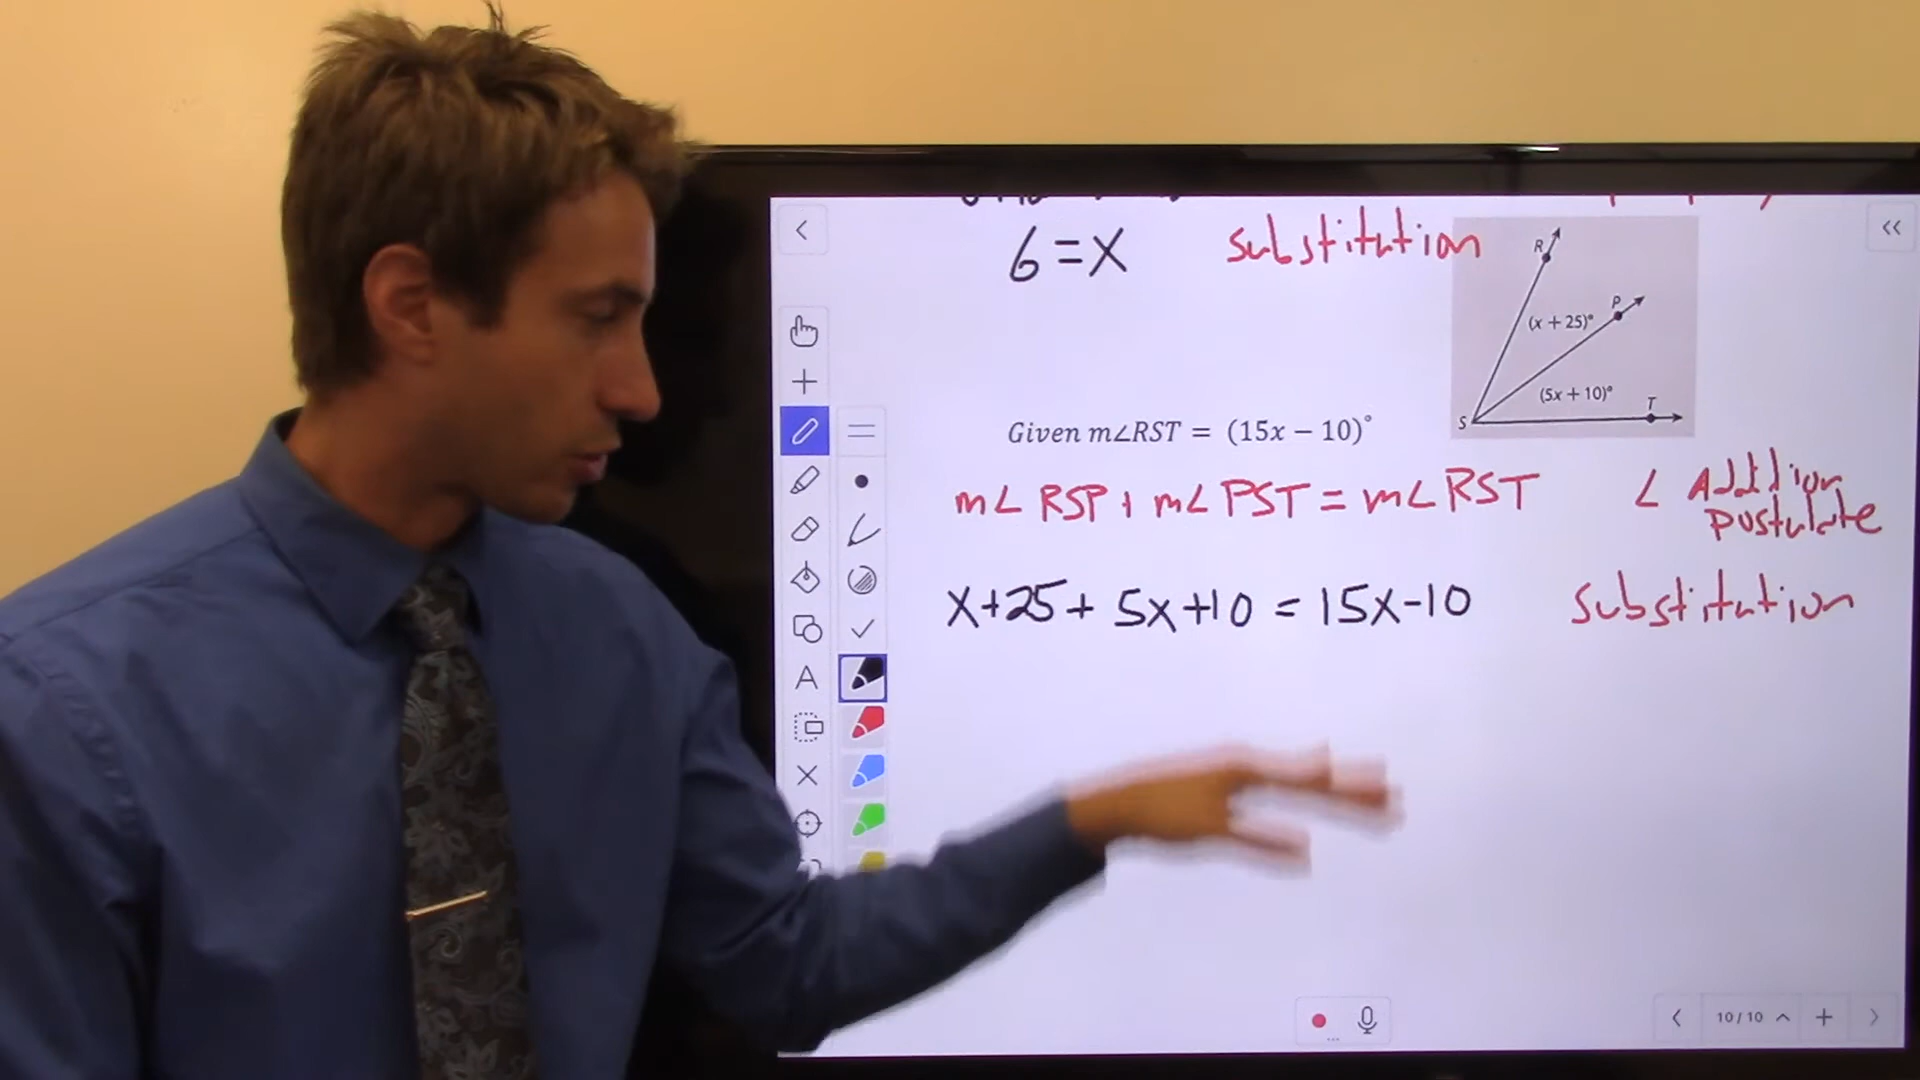 6=x substitution
R
P
(x + 25)°
(5x + 10)°
T
S
Given m∠RST = (15x − 10)°
m∠ RSP + m∠ PST = m∠ RST ∠ Addition
postulate
x+25+ 5x+10 = 15x-10 substitution
A
10/10